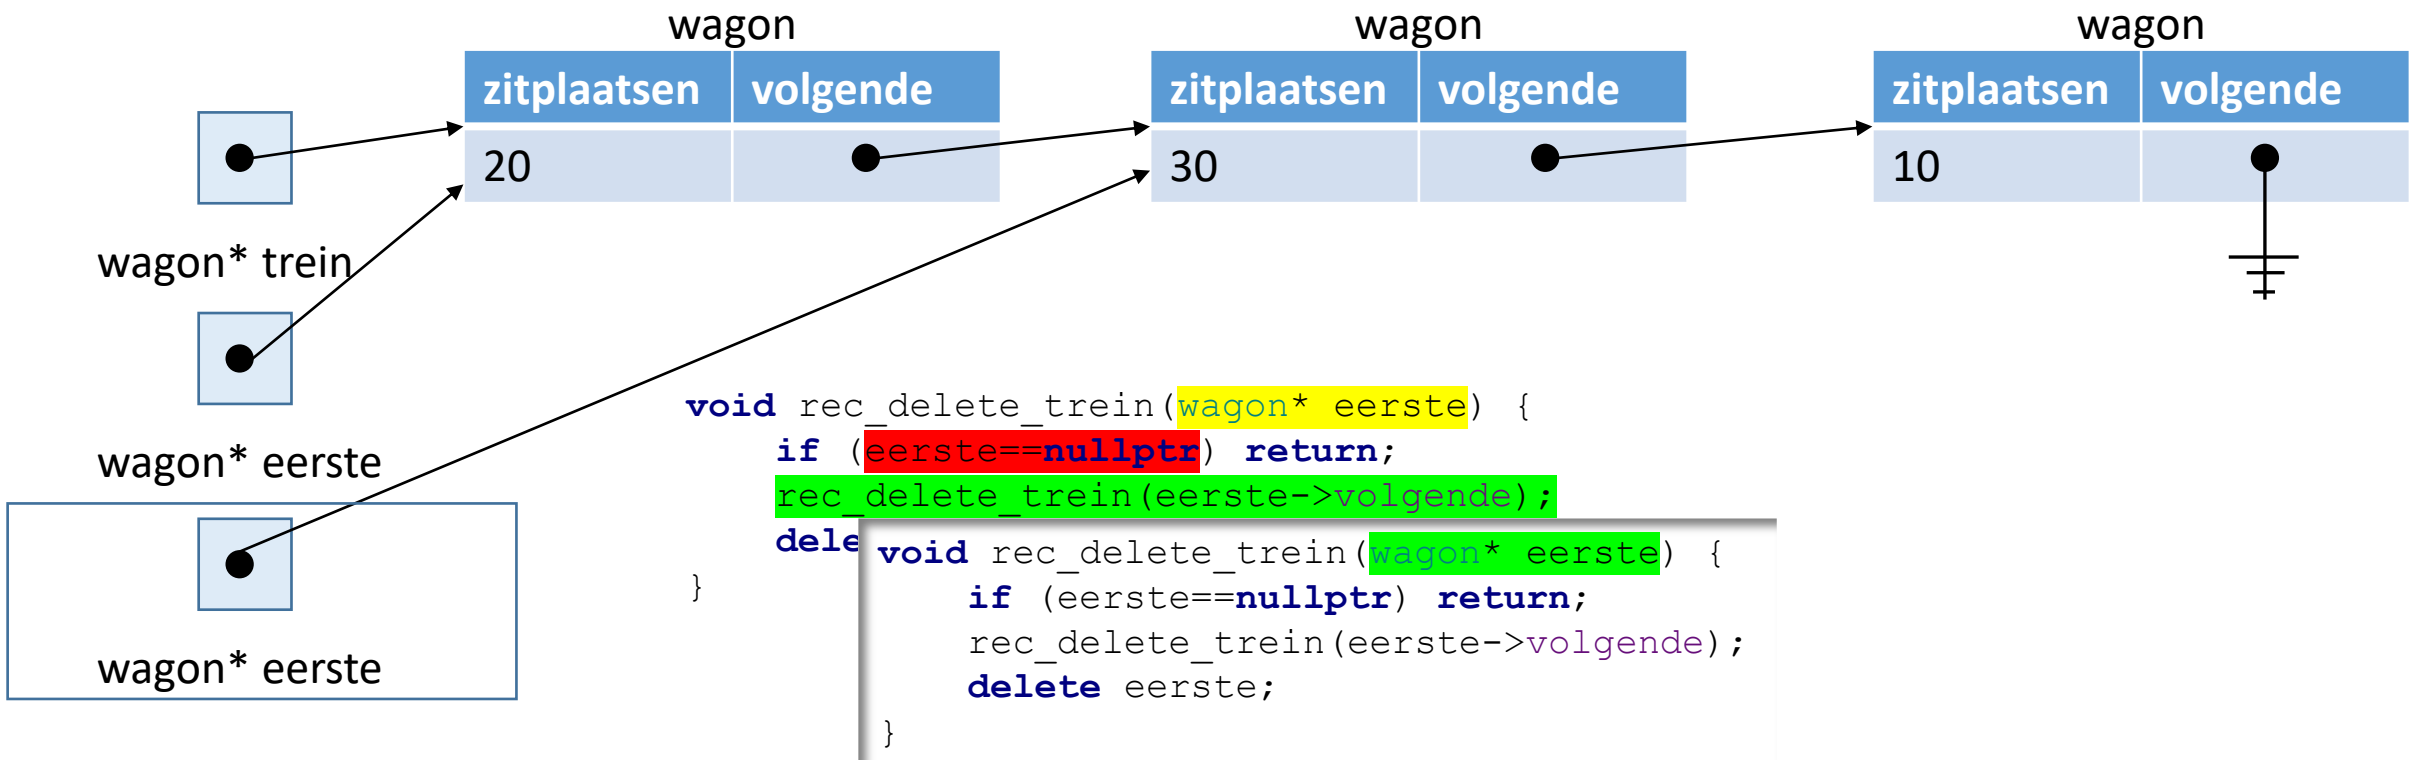 wagon wagon wagon
zitplaatsen volgende zitplaatsen volgende zitplaatsen volgende
20 30 10
wagon* trein
wagon* eerste
wagon* eerste
void rec_delete_trein(wagon* eerste) {
if (eerste==nullptr) return;
rec_delete_trein(eerste->volgende);
dele
}
void rec_delete_trein(wagon* eerste) {
if (eerste==nullptr) return;
rec_delete_trein(eerste->volgende);
delete eerste;
}